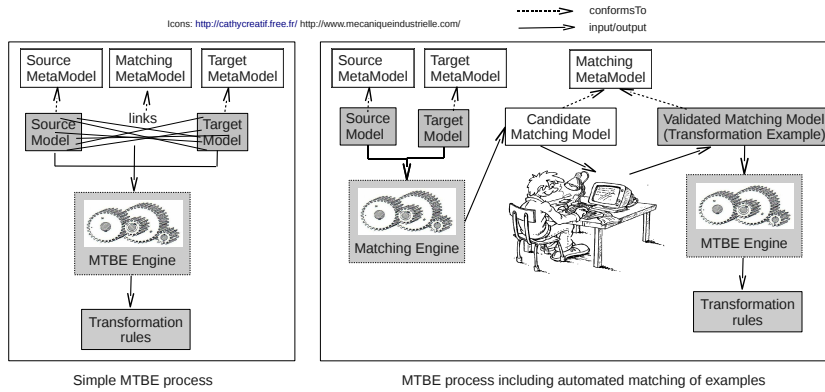 Icons: http://cathycreatif.free.fr/ http://www.mecaniqueindustrielle.com/
conformsTo
input/output
Source
MetaModel
Matching
MetaModel
Target
MetaModel
links
Source
Model
Target
Model
MTBE Engine
Transformation
rules
Simple MTBE process
Source
MetaModel
Target
MetaModel
Matching
MetaModel
Source
Model
Target
Model
Candidate
Matching Model
Validated Matching Model
(Transformation Example)
Matching Engine
MTBE Engine
Transformation
rules
MTBE process including automated matching of examples